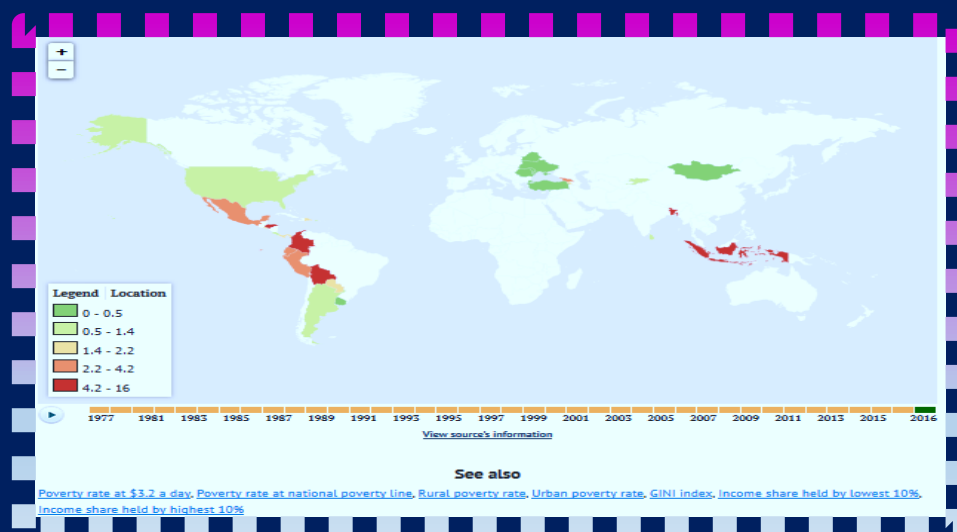 +
−
Legend Location
0 - 0.5
0.5 - 1.4
1.4 - 2.2
2.2 - 4.2
4.2 - 16
1977 1981 1983 1985 1987 1989 1991 1993 1995 1997 1999 2001 2003 2005 2007 2009 2011 2013 2015 2016
View source's information
See also
Poverty rate at $3.2 a day, Poverty rate at national poverty line, Rural poverty rate, Urban poverty rate, GINI index, Income share held by lowest 10%,
Income share held by highest 10%